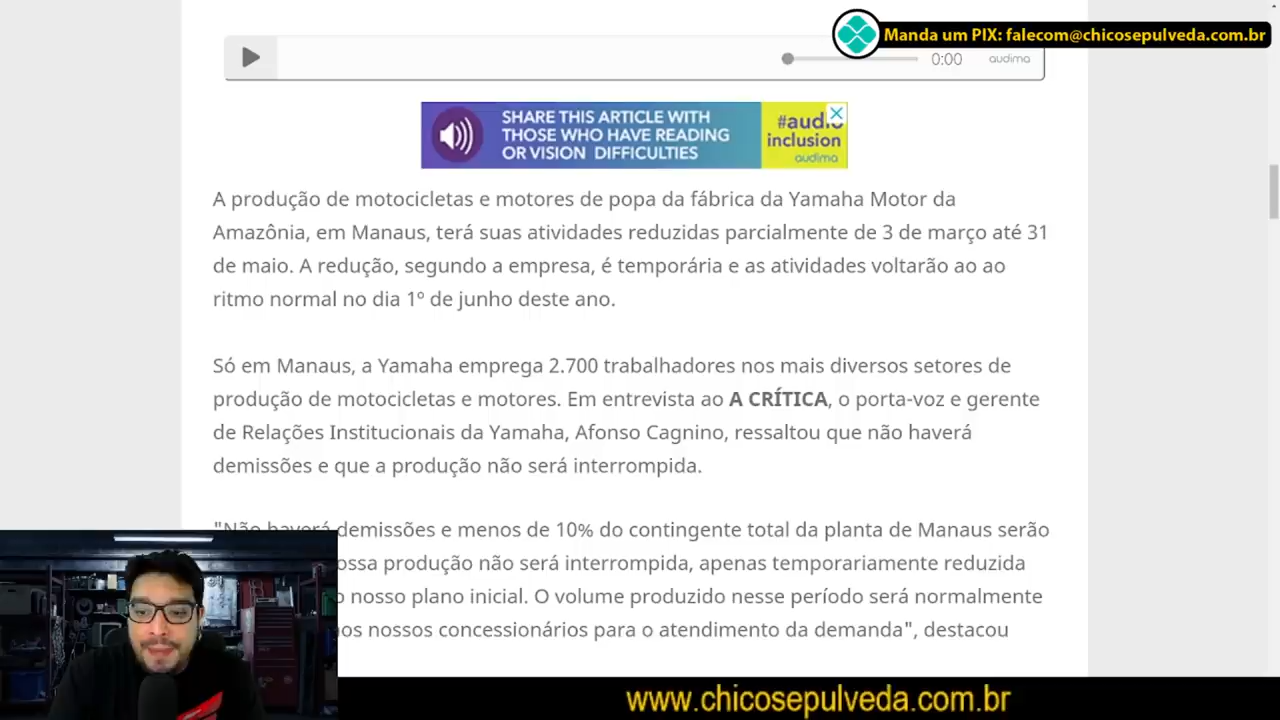 Manda um PIX: falecom@chicosepulveda.com.br
0:00
audima
SHARE THIS ARTICLE WITH
THOSE WHO HAVE READING
OR VISION DIFFICULTIES
#audio
inclusion
audima
A produção de motocicletas e motores de popa da fábrica da Yamaha Motor da
Amazônia, em Manaus, terá suas atividades reduzidas parcialmente de 3 de março até 31
de maio. A redução, segundo a empresa, é temporária e as atividades voltarão ao ao
ritmo normal no dia 1º de junho deste ano.
Só em Manaus, a Yamaha emprega 2.700 trabalhadores nos mais diversos setores de
produção de motocicletas e motores. Em entrevista ao A CRÍTICA, o porta-voz e gerente
de Relações Institucionais da Yamaha, Afonso Cagnino, ressaltou que não haverá
demissões e que a produção não será interrompida.
"Não haverá demissões e menos de 10% do contingente total da planta de Manaus serão
ossa produção não será interrompida, apenas temporariamente reduzida
o nosso plano inicial. O volume produzido nesse período será normalmente
os nossos concessionários para o atendimento da demanda", destacou
www.chicosepulveda.com.br